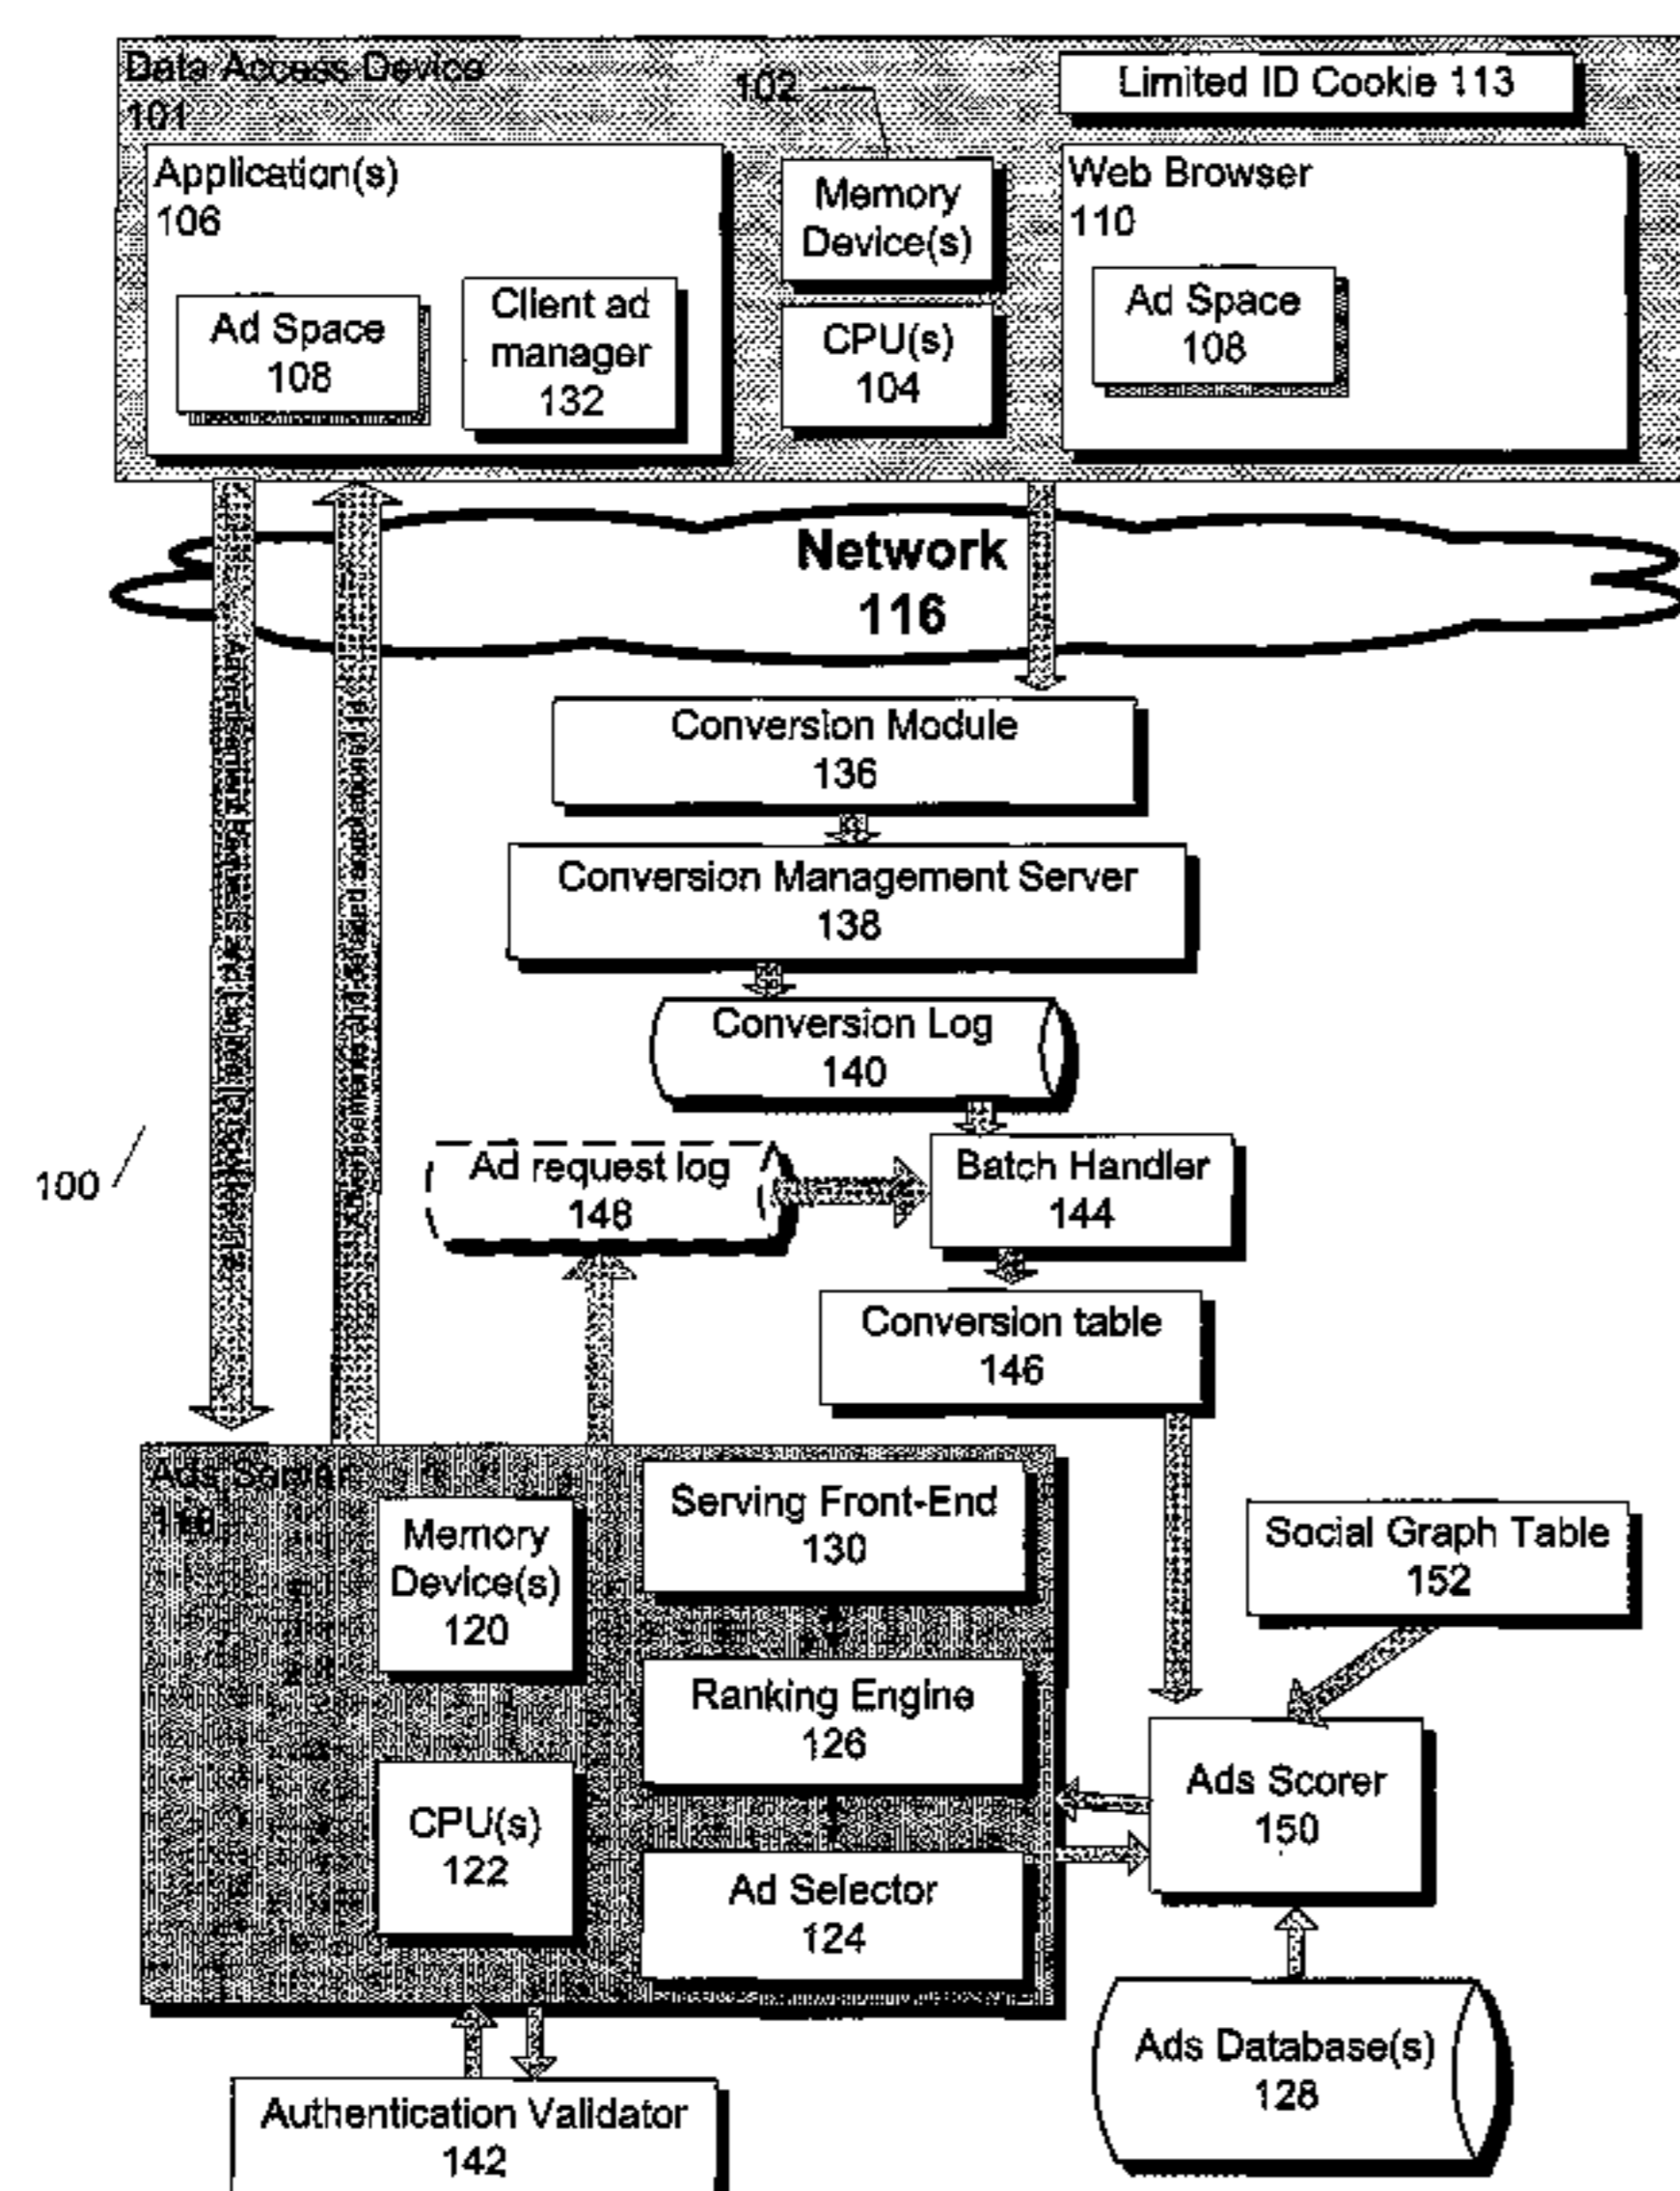 Data Access Device
101
102
Limited ID Cookie 113
Application(s)
106
Memory
Device(s)
Web Browser
110
Ad Space
108
Client ad
manager
132
CPU(s)
104
Ad Space
108
Network
116
Conversion Module
136
Conversion Management Server
138
Conversion Log
140
100
Ad request log
148
Batch Handler
144
Conversion table
146
Ads Server
Memory
Device(s)
120
Serving Front-End
130
Social Graph Table
152
Ranking Engine
126
Ads Scorer
150
CPU(s)
122
Ad Selector
124
Ads Database(s)
128
Authentication Validator
142